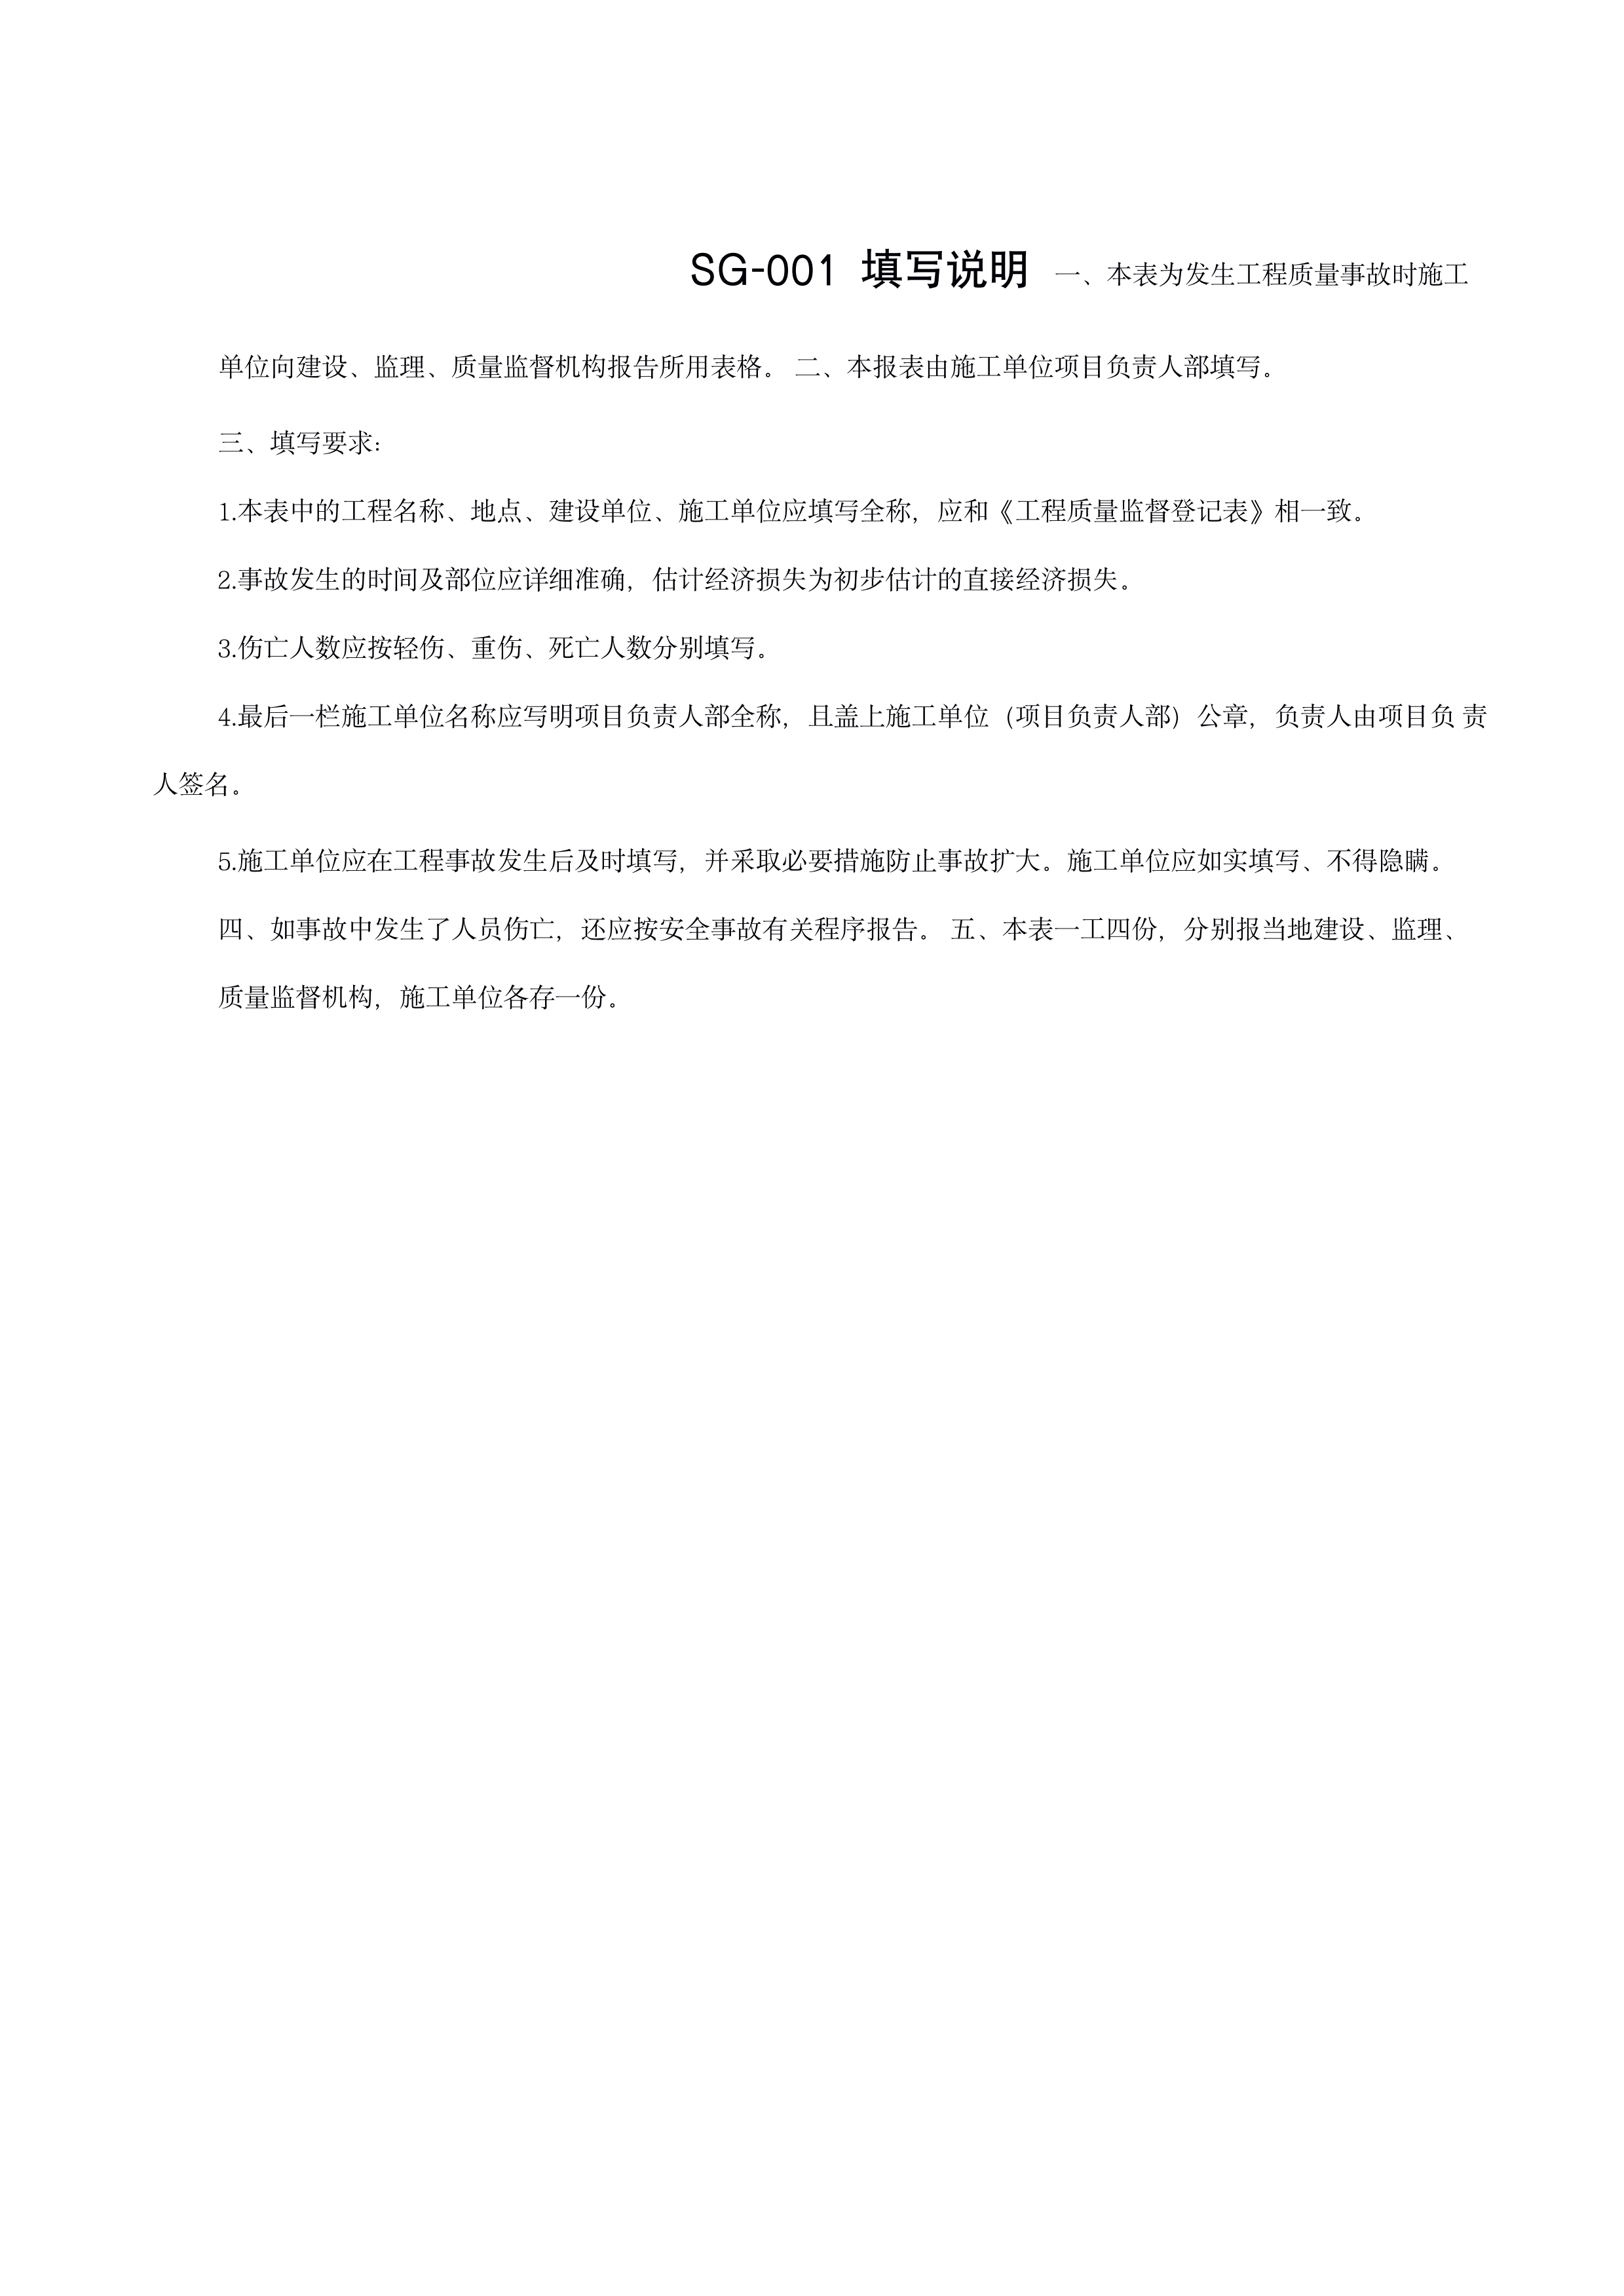 SG-001 填写说明 一、本表为发生工程质量事故时施工
单位向建设、监理、质量监督机构报告所用表格。 二、本报表由施工单位项目负责人部填写。
三、填写要求:
1.本表中的工程名称、地点、建设单位、施工单位应填写全称，应和《工程质量监督登记表》相一致。
2.事故发生的时间及部位应详细准确，估计经济损失为初步估计的直接经济损失。
3.伤亡人数应按轻伤、重伤、死亡人数分别填写。
4.最后一栏施工单位名称应写明项目负责人部全称，且盖上施工单位（项目负责人部）公章，负责人由项目负 责
人签名。
5.施工单位应在工程事故发生后及时填写，并采取必要措施防止事故扩大。施工单位应如实填写、不得隐瞒。
四、如事故中发生了人员伤亡，还应按安全事故有关程序报告。 五、本表一工四份，分别报当地建设、监理、
质量监督机构，施工单位各存一份。